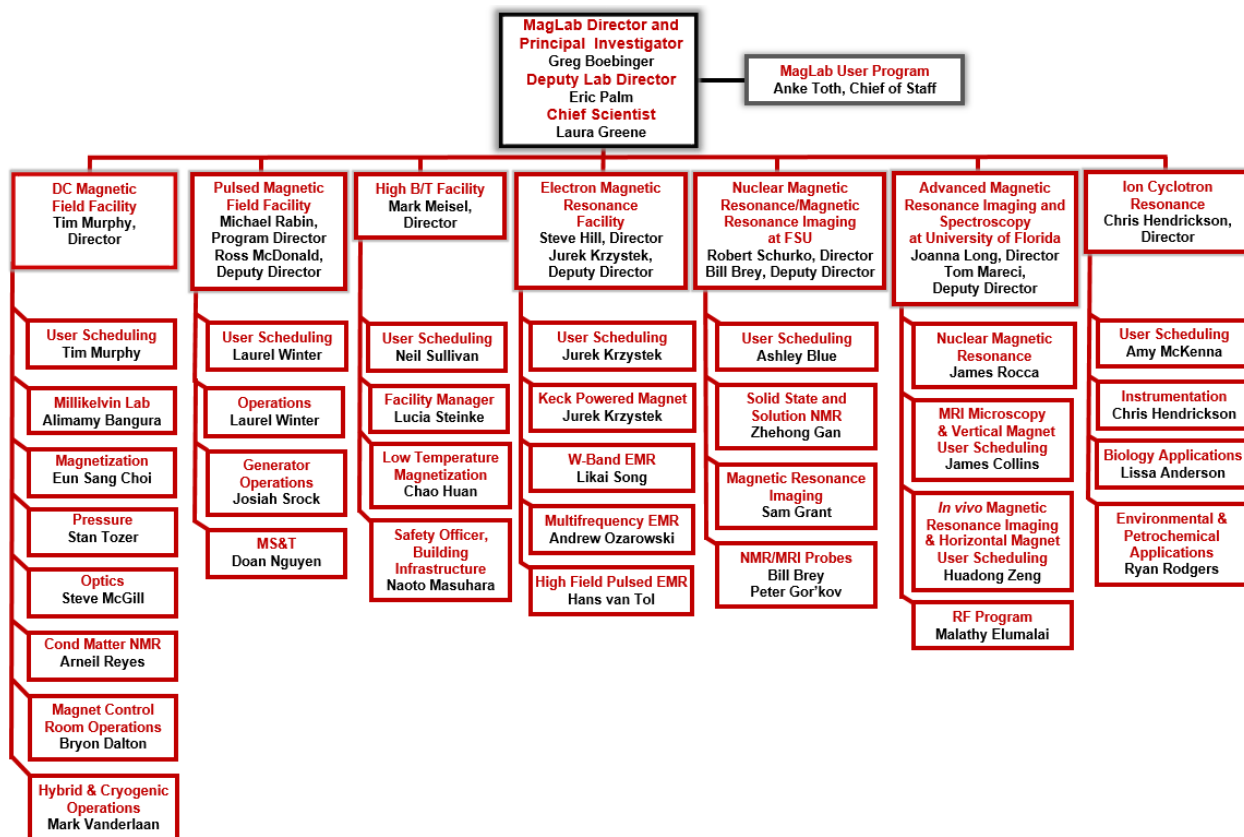 MagLab Director and
Principal Investigator
Greg Boebinger
Deputy Lab Director
Eric Palm
Chief Scientist
Laura Greene
MagLab User Program
Anke Toth, Chief of Staff
DC Magnetic
Field Facility
Tim Murphy,
Director
User Scheduling
Tim Murphy
Millikelvin Lab
Alimamy Bangura
Magnetization
Eun Sang Choi
Pressure
Stan Tozer
Optics
Steve McGill
Cond Matter NMR
Arneil Reyes
Magnet Control
Room Operations
Bryon Dalton
Hybrid & Cryogenic
Operations
Mark Vanderlaan
Pulsed Magnetic
Field Facility
Michael Rabin,
Program Director
Ross McDonald,
Deputy Director
User Scheduling
Laurel Winter
Operations
Laurel Winter
Generator
Operations
Josiah Srock
MS&T
Doan Nguyen
High B/T Facility
Mark Meisel,
Director
User Scheduling
Neil Sullivan
Facility Manager
Lucia Steinke
Low Temperature
Magnetization
Chao Huan
Safety Officer,
Building
Infrastructure
Naoto Masuhara
Electron Magnetic
Resonance
Facility
Steve Hill, Director
Jurek Krzystek,
Deputy Director
User Scheduling
Jurek Krzystek
Keck Powered Magnet
Jurek Krzystek
W-Band EMR
Likai Song
Multifrequency EMR
Andrew Ozarowski
High Field Pulsed EMR
Hans van Tol
Nuclear Magnetic
Resonance/Magnetic
Resonance Imaging
at FSU
Robert Schurko, Director
Bill Brey, Deputy Director
User Scheduling
Ashley Blue
Solid State and
Solution NMR
Zhehong Gan
Magnetic Resonance
Imaging
Sam Grant
NMR/MRI Probes
Bill Brey
Peter Gor’kov
Advanced Magnetic
Resonance Imaging and
Spectroscopy
at University of Florida
Joanna Long, Director
Tom Mareci,
Deputy Director
Nuclear Magnetic
Resonance
James Rocca
MRI Microscopy
& Vertical Magnet
User Scheduling
James Collins
In vivo Magnetic
Resonance Imaging
& Horizontal Magnet
User Scheduling
Huadong Zeng
RF Program
Malathy Elumalai
Ion Cyclotron
Resonance
Chris Hendrickson,
Director
User Scheduling
Amy McKenna
Instrumentation
Chris Hendrickson
Biology Applications
Lissa Anderson
Environmental &
Petrochemical
Applications
Ryan Rodgers